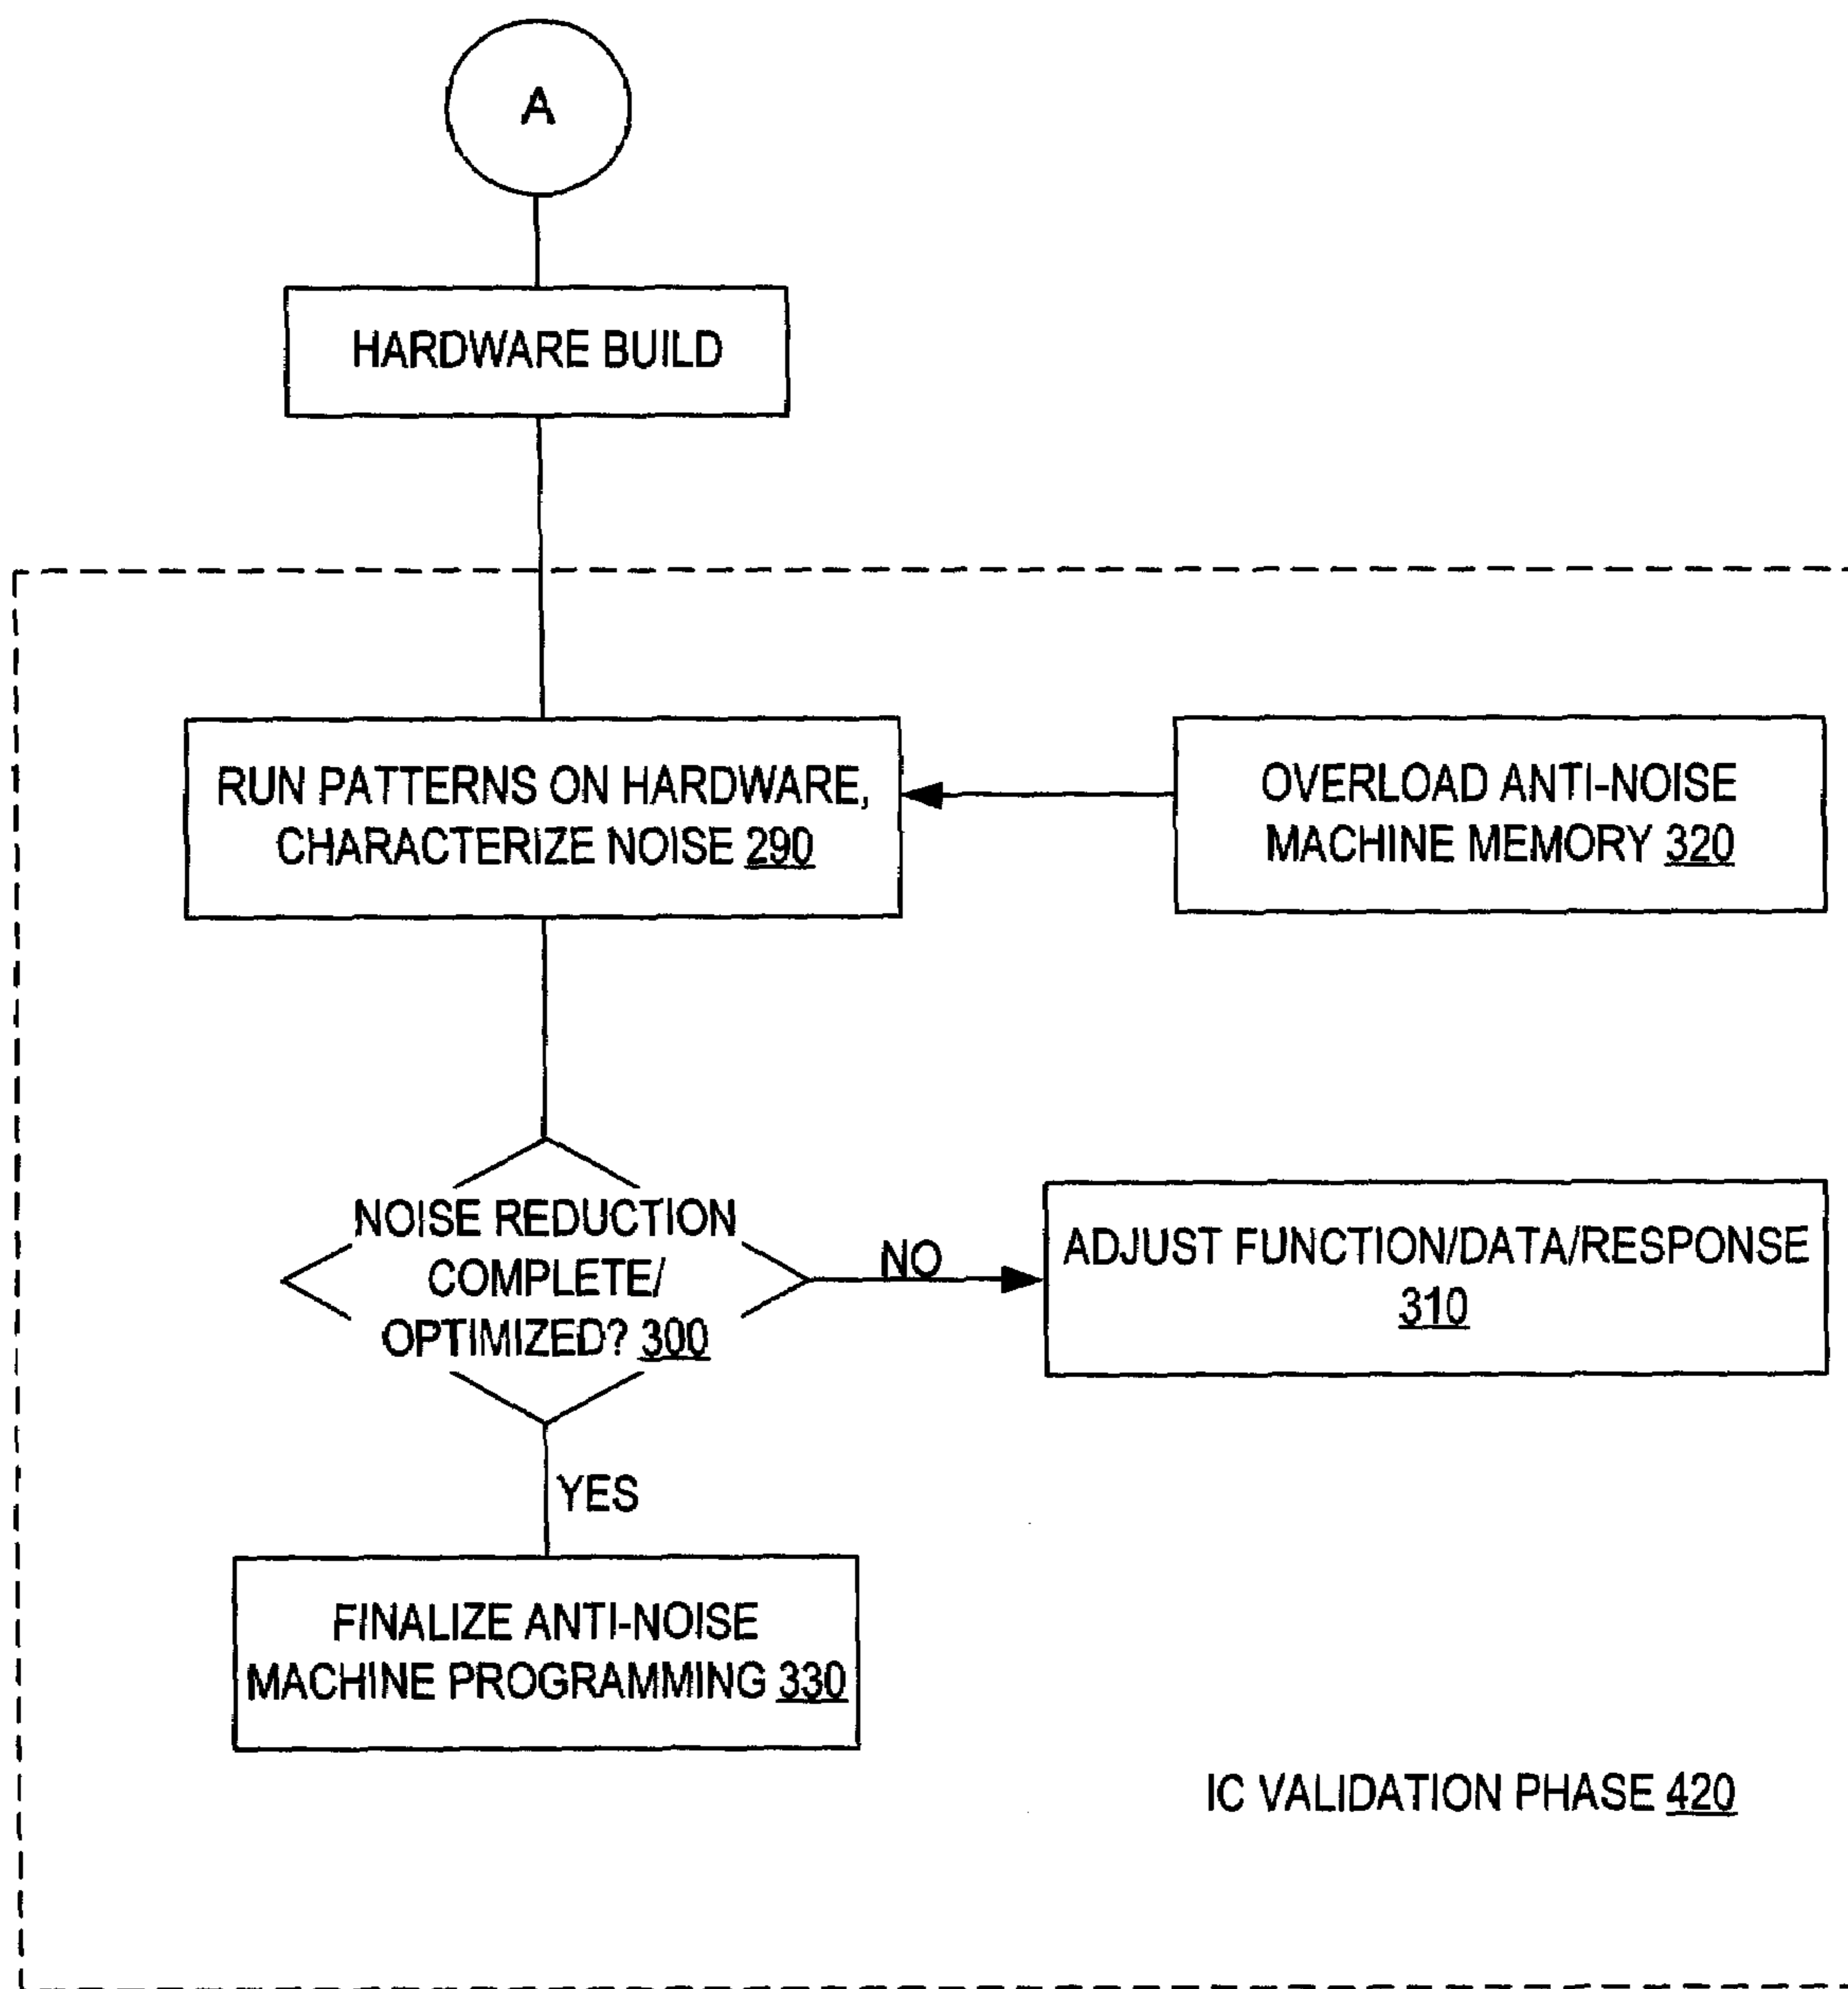 A
HARDWARE BUILD
RUN PATTERNS ON HARDWARE,
CHARACTERIZE NOISE 290
OVERLOAD ANTI-NOISE
MACHINE MEMORY 320
NOISE REDUCTION
COMPLETE/
OPTIMIZED? 300
NO
ADJUST FUNCTION/DATA/RESPONSE
310
YES
FINALIZE ANTI-NOISE
MACHINE PROGRAMMING 330
IC VALIDATION PHASE 420